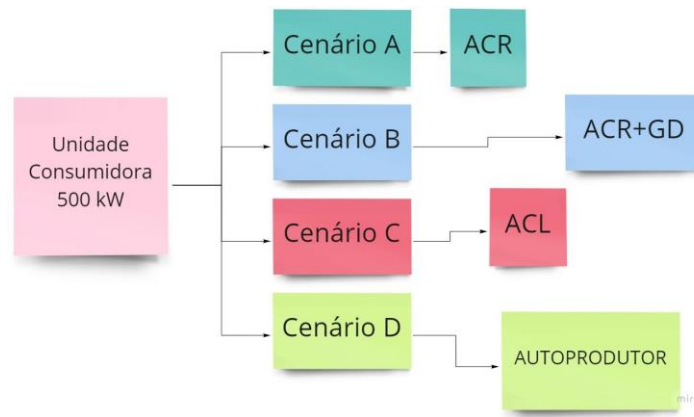 Unidade
Consumidora
500 kW
Cenário A
ACR
Cenário B
ACR+GD
Cenário C
ACL
Cenário D
AUTOPRODUTOR